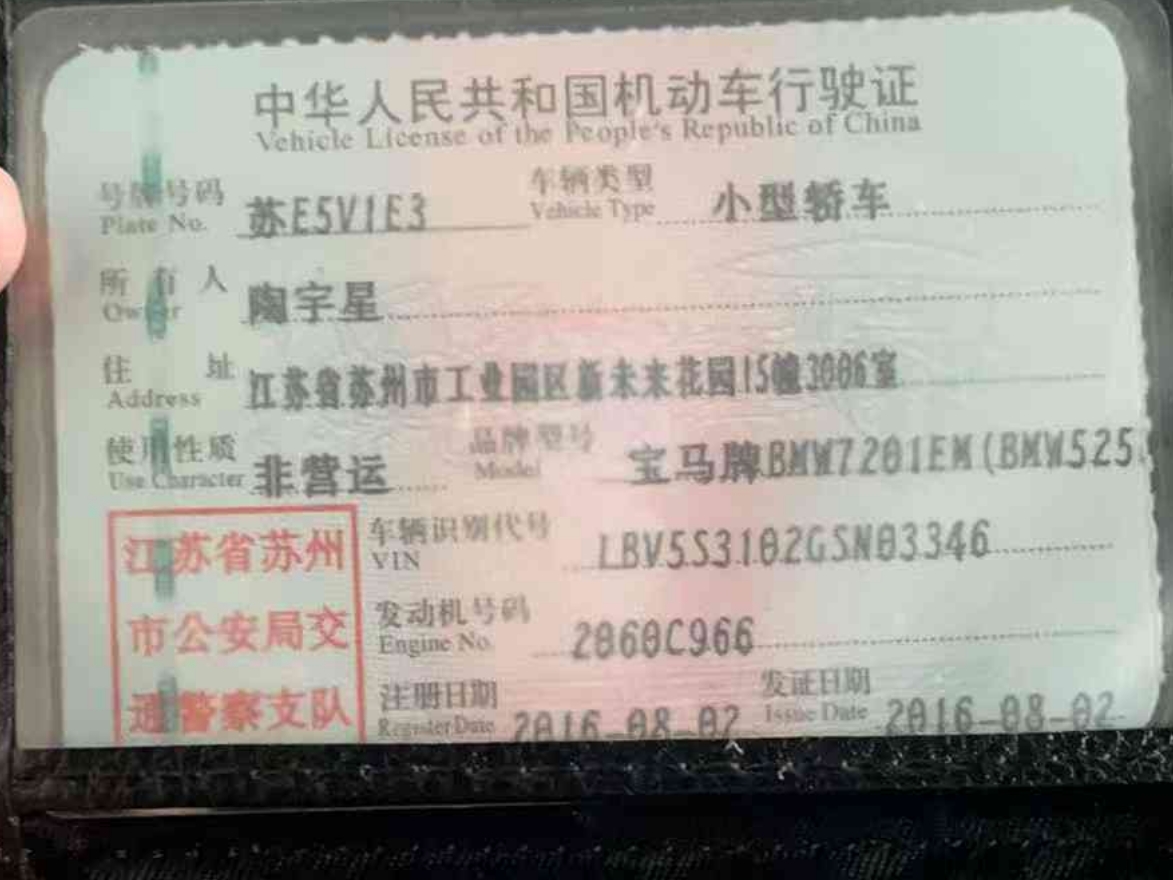 中华人民共和国机动车行驶证
Vehicle License of the People's Republic of China
号牌号码 苏E5V1E3 车辆类型 小型轿车
Plate No. Vehicle Type
所有人 陶宇星
Owner
住址 江苏省苏州市工业园区新未来花园15幢3006室
Address
使用性质 非营运 品牌型号 宝马牌BMW7201EM(BMW525
Use Character Model
江苏省苏州
市公安局交
通警察支队
车辆识别代号 LBV5S3102GSN03346
VIN
发动机号码 2060C966
Engine No.
注册日期 2016-08-02 发证日期 2016-08-02
Register Date Issue Date